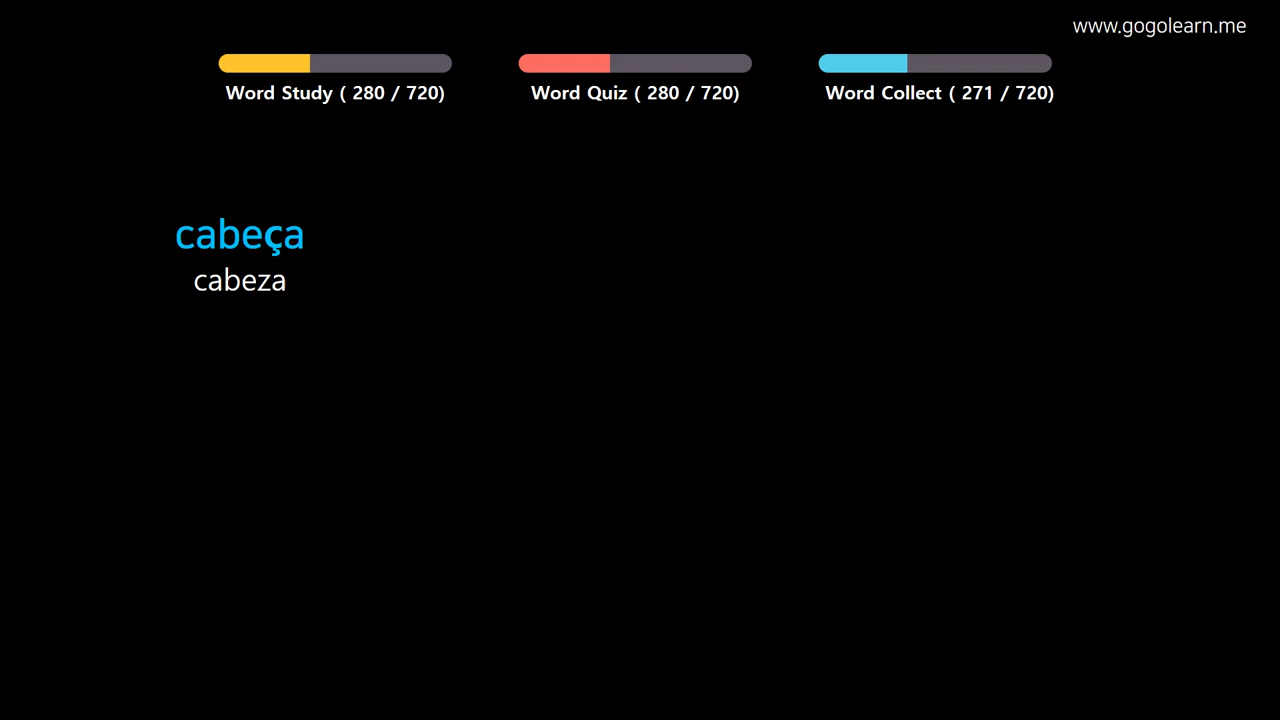 www.gogolearn.me
Word Study ( 280 / 720)
Word Quiz ( 280 / 720)
Word Collect ( 271 / 720)
cabeça
cabeza